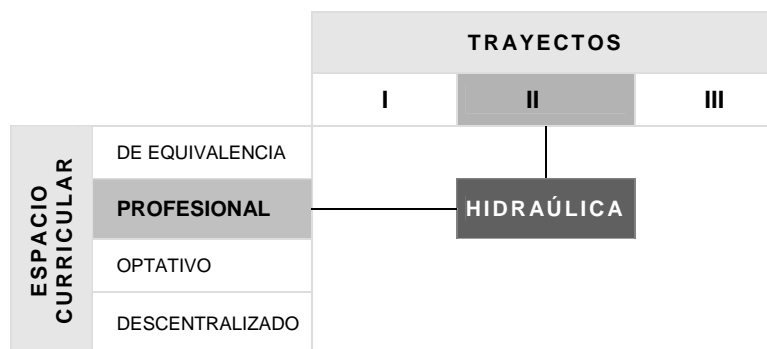 TRAYECTOS
I II III
ESPACIO
CURRICULAR
DE EQUIVALENCIA
PROFESIONAL HIDRAÚLICA
OPTATIVO
DESCENTRALIZADO